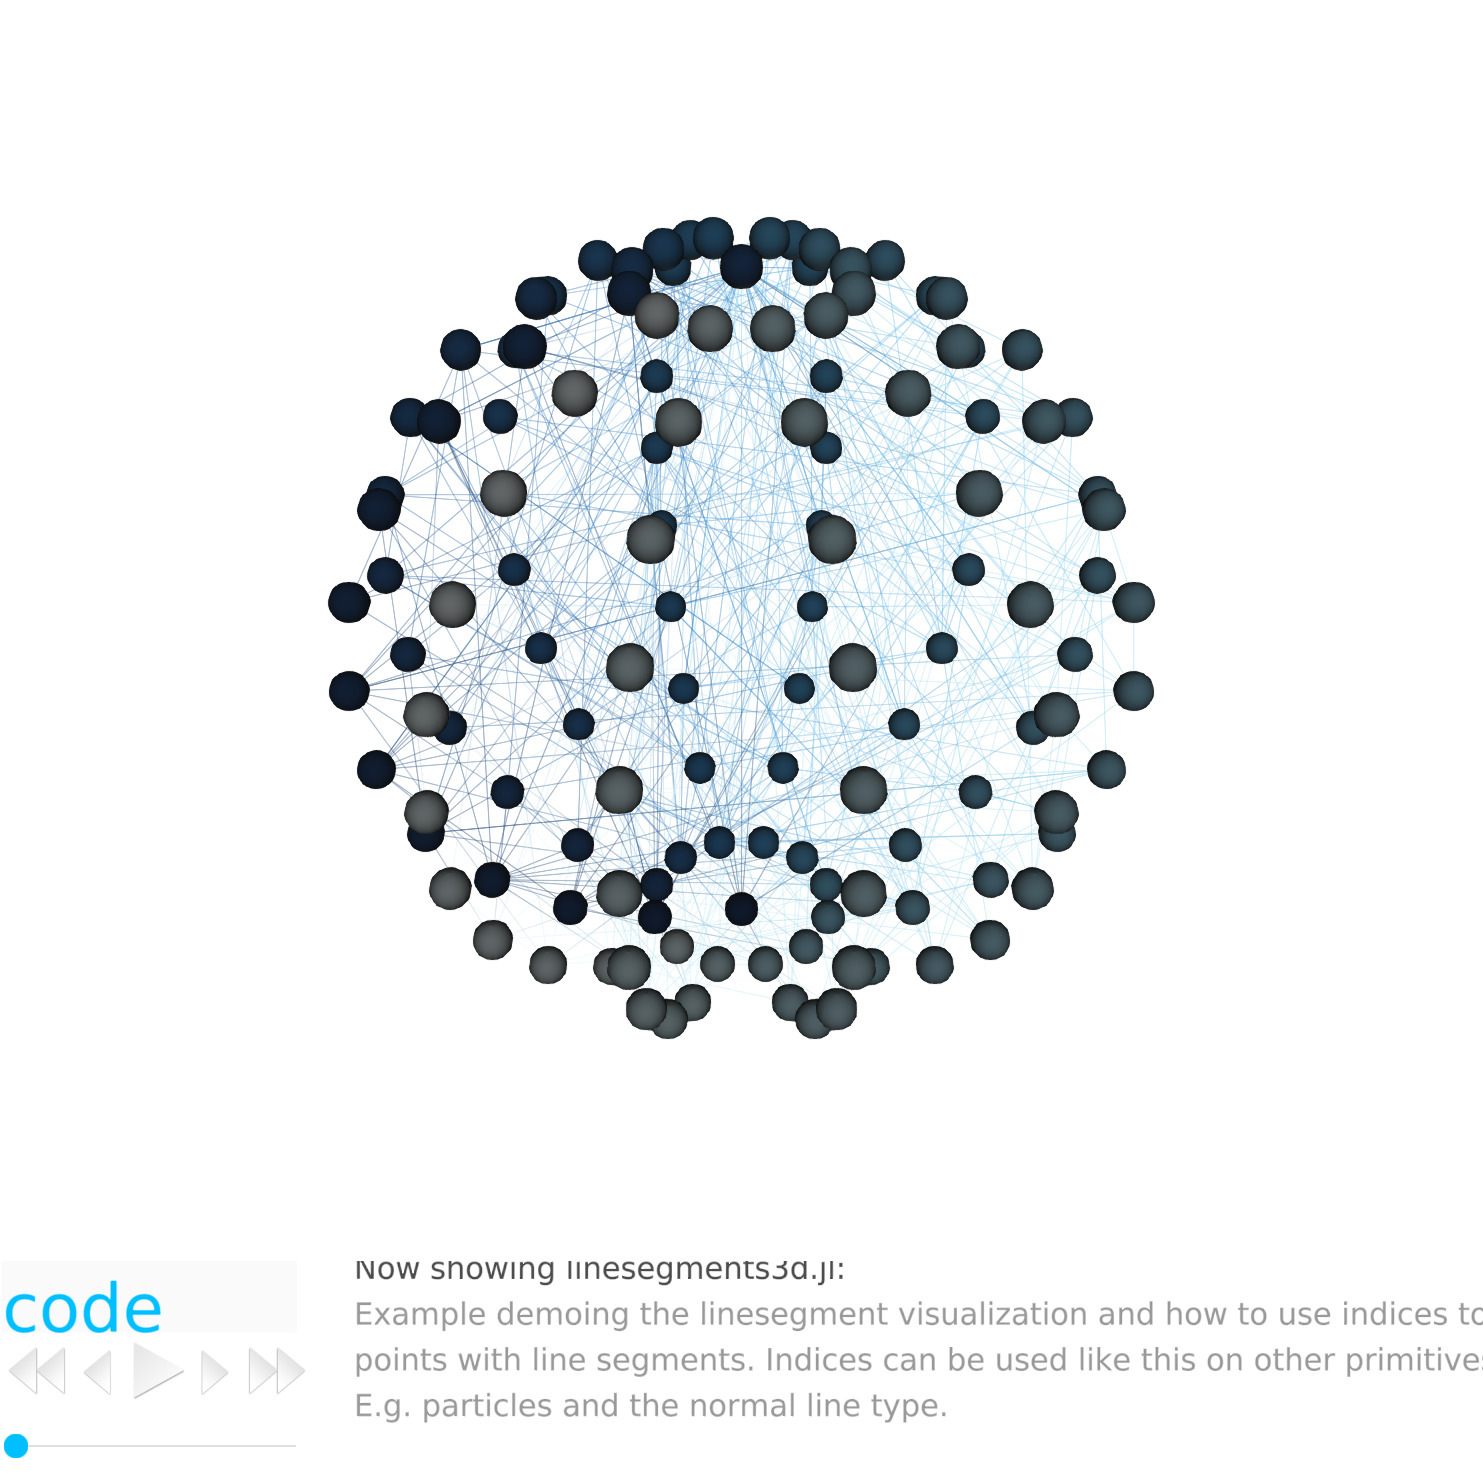 Now showing linesegments3d.jl:
code
Example demoing the linesegment visualization and how to use indices to
points with line segments. Indices can be used like this on other primitives
E.g. particles and the normal line type.